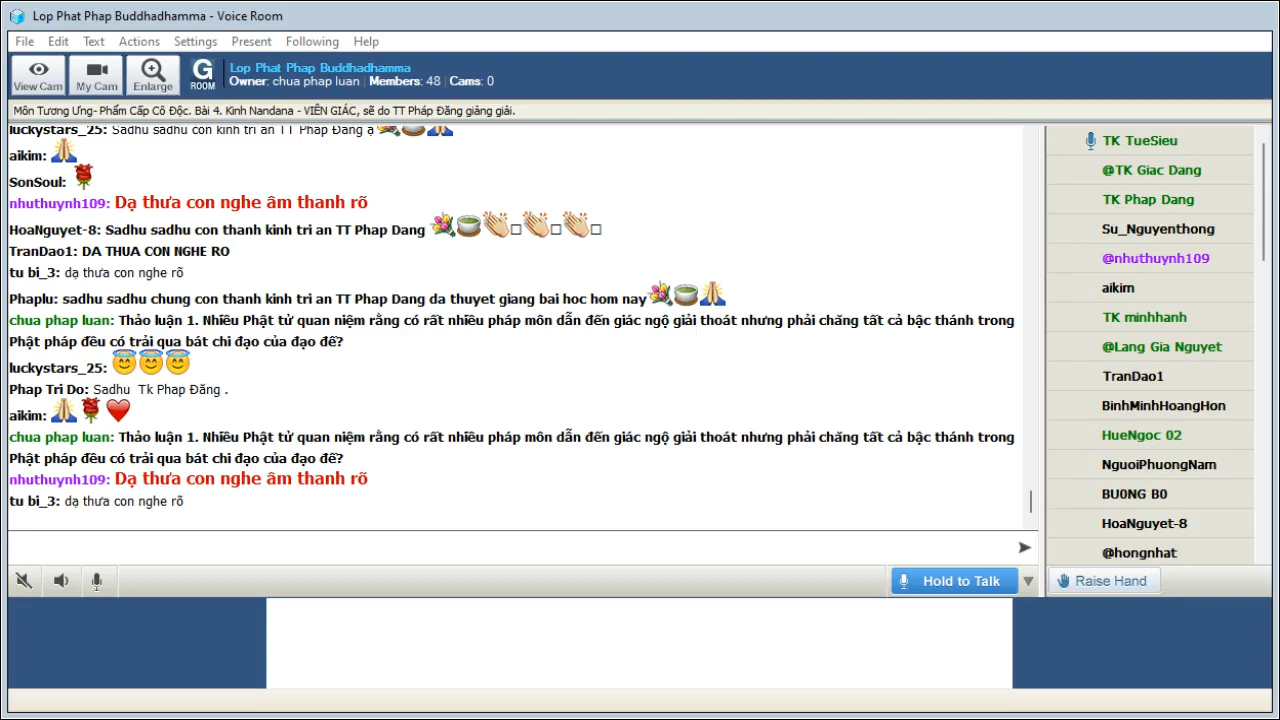 Lop Phat Phap Buddhadhamma - Voice Room
File Edit Text Actions Settings Present Following Help
View Cam My Cam Enlarge G ROOM
Lop Phat Phap Buddhadhamma
Owner: chua phap luan Members: 48 Cams: 0
Môn Tương Ưng- Phẩm Cấp Cô Độc. Bài 4. Kinh Nandana - VIÊN GIÁC, sẽ do TT Pháp Đăng giảng giải.
luckystars_25: Sadhu sadhu con kinh tri ân TT Pháp Đăng ạ
aikim:
SonSoul:
nhuthuynh109: Dạ thưa con nghe âm thanh rõ
HoaNguyet-8: Sadhu sadhu con thanh kinh tri an TT Phap Dang
TranDao1: DA THUA CON NGHE RO
tu bi_3: dạ thưa con nghe rõ
Phaplu: sadhu sadhu chung con thanh kinh tri an TT Phap Dang da thuyet giang bai hoc hom nay
chua phap luan: Thảo luận 1. Nhiều Phật tử quan niệm rằng có rất nhiều pháp môn dẫn đến giác ngộ giải thoát nhưng phải chăng tất cả bậc thánh trong
Phật pháp đều có trải qua bát chi đạo của đạo đế?
luckystars_25:
Phap Tri Do: Sadhu Tk Phap Đăng .
aikim:
chua phap luan: Thảo luận 1. Nhiều Phật tử quan niệm rằng có rất nhiều pháp môn dẫn đến giác ngộ giải thoát nhưng phải chăng tất cả bậc thánh trong
Phật pháp đều có trải qua bát chi đạo của đạo đế?
nhuthuynh109: Dạ thưa con nghe âm thanh rõ
tu bi_3: dạ thưa con nghe rõ
Hold to Talk
TK TueSieu
@TK Giac Dang
TK Phap Dang
Su_Nguyenthong
@nhuthuynh109
aikim
TK minhhanh
@Lang Gia Nguyet
TranDao1
BinhMinhHoangHon
HueNgoc 02
NguoiPhuongNam
BU0NG B0
HoaNguyet-8
@hongnhat
Raise Hand